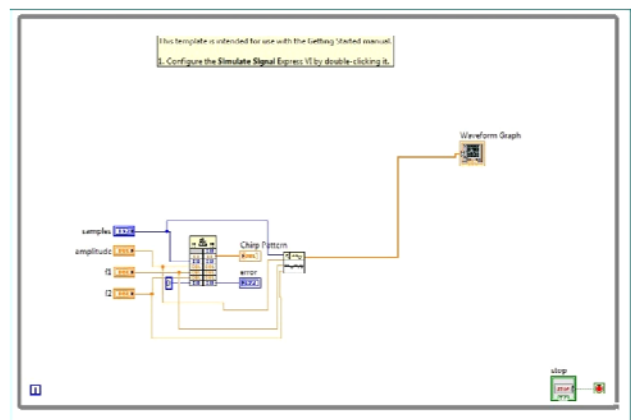 This template is intended for use with the Getting Started manual.
1. Configure the Simulate Signal Express VI by double-clicking it.
Waveform Graph
samples
Chirp Pattern
amplitude
f1
error
f2
stop
STOP
i